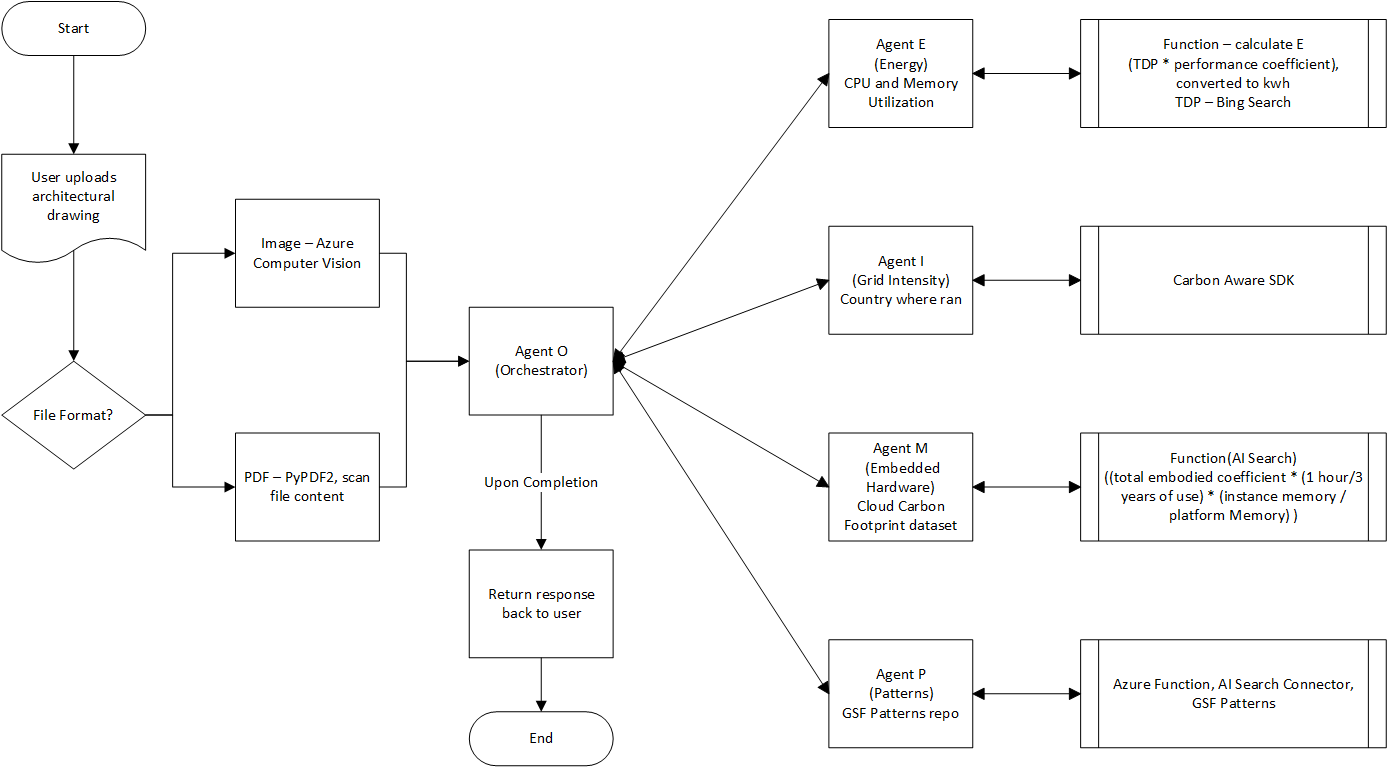 Start
User uploads
architectural
drawing
File Format?
Image – Azure
Computer Vision
PDF – PyPDF2, scan
file content
Agent O
(Orchestrator)
Upon Completion
Return response
back to user
End
Agent E
(Energy)
CPU and Memory
Utilization
Function – calculate E
(TDP * performance coefficient),
converted to kwh
TDP – Bing Search
Agent I
(Grid Intensity)
Country where ran
Carbon Aware SDK
Agent M
(Embedded
Hardware)
Cloud Carbon
Footprint dataset
Function(AI Search)
((total embodied coefficient * (1 hour/3
years of use) * (instance memory /
platform Memory) )
Agent P
(Patterns)
GSF Patterns repo
Azure Function, AI Search Connector,
GSF Patterns